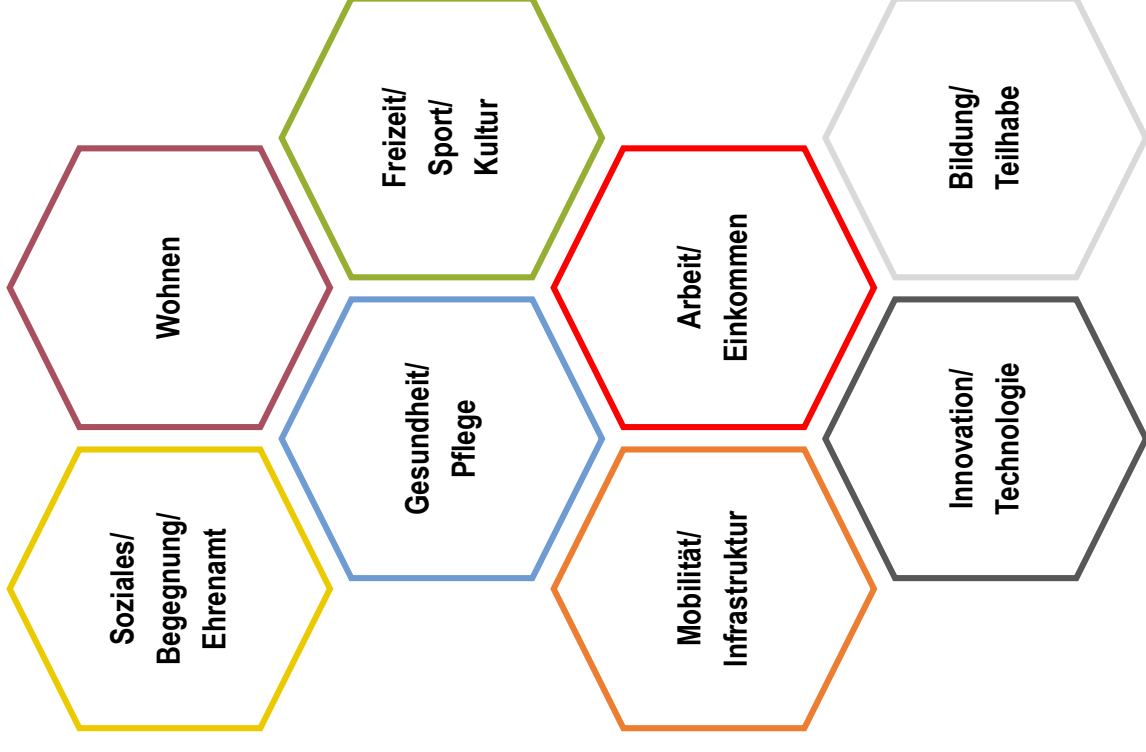 Soziales/
Begegnung/
Ehrenamt
Wohnen
Gesundheit/
Pflege
Freizeit/
Sport/
Kultur
Mobilität/
Infrastruktur
Arbeit/
Einkommen
Innovation/
Technologie
Bildung/
Teilhabe